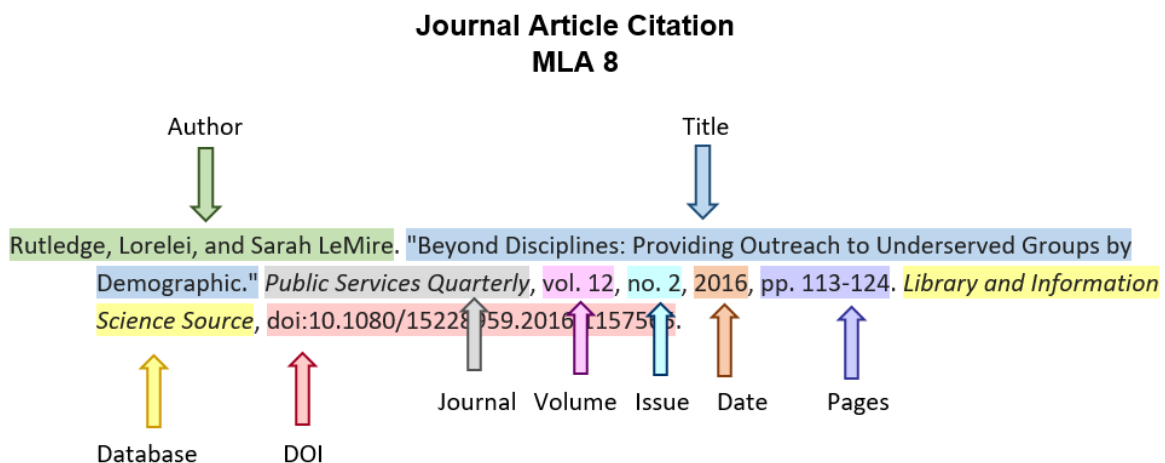 Journal Article Citation
MLA 8
Author
Title
Rutledge, Lorelei, and Sarah LeMire. "Beyond Disciplines: Providing Outreach to Underserved Groups by
Demographic." Public Services Quarterly, vol. 12, no. 2, 2016, pp. 113-124. Library and Information
Science Source,
Journal
Volume
Issue
Date
Pages
Database
DOI